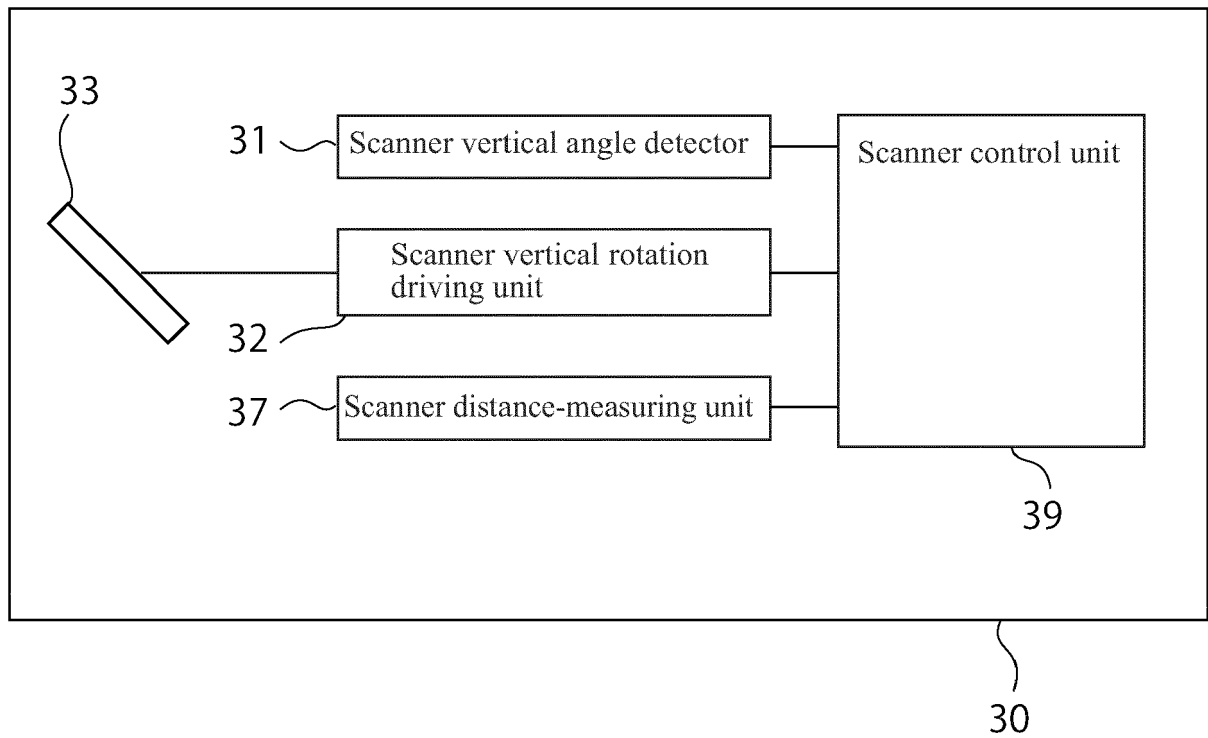 33
31
Scanner vertical angle detector
Scanner control unit
Scanner vertical rotation
driving unit
32
37
Scanner distance-measuring unit
39
30